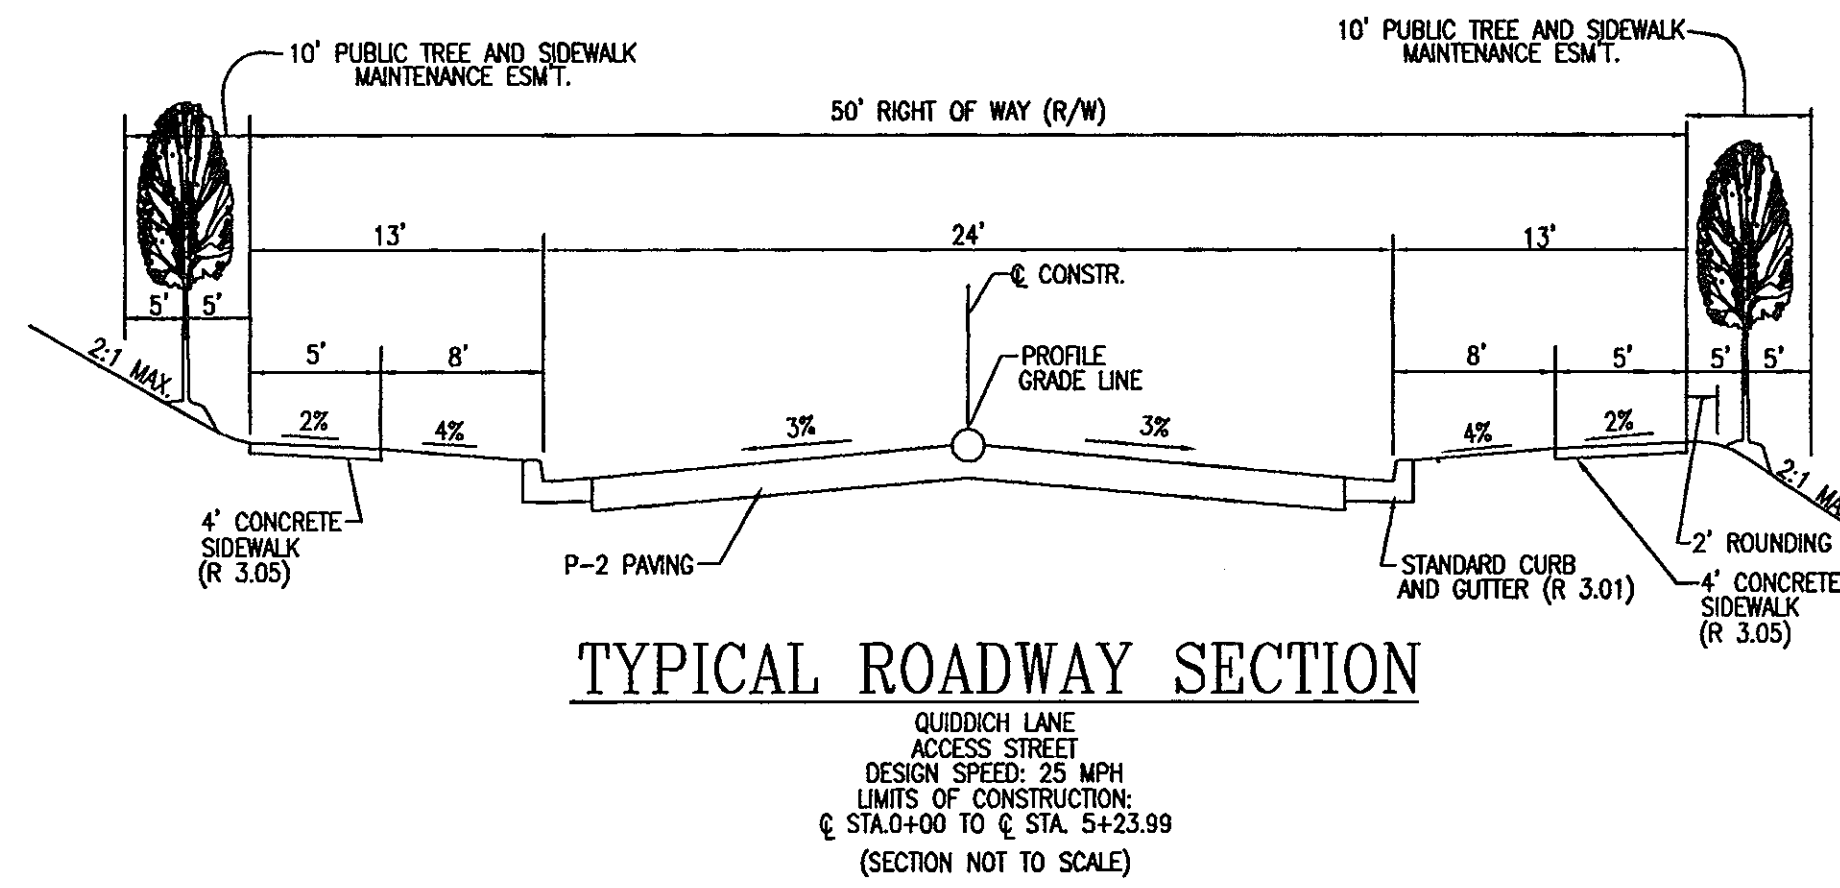 10' PUBLIC TREE AND SIDEWALK
MAINTENANCE ESM'T.
10' PUBLIC TREE AND SIDEWALK
MAINTENANCE ESM'T.
50' RIGHT OF WAY (R/W)
13'
24'
13'
℄ CONSTR.
5'
5'
2:1 MAX.
5'
8'
PROFILE
GRADE LINE
8'
5'
5'
5'
2%
4%
3%
3%
4%
2%
2:1 MA
4' CONCRETE
SIDEWALK
(R 3.05)
P-2 PAVING
STANDARD CURB
AND GUTTER (R 3.01)
2' ROUNDING
4' CONCRETE
SIDEWALK
(R 3.05)
TYPICAL ROADWAY SECTION
QUIDDICH LANE
ACCESS STREET
DESIGN SPEED: 25 MPH
LIMITS OF CONSTRUCTION:
℄ STA.0+00 TO ℄ STA. 5+23.99
(SECTION NOT TO SCALE)